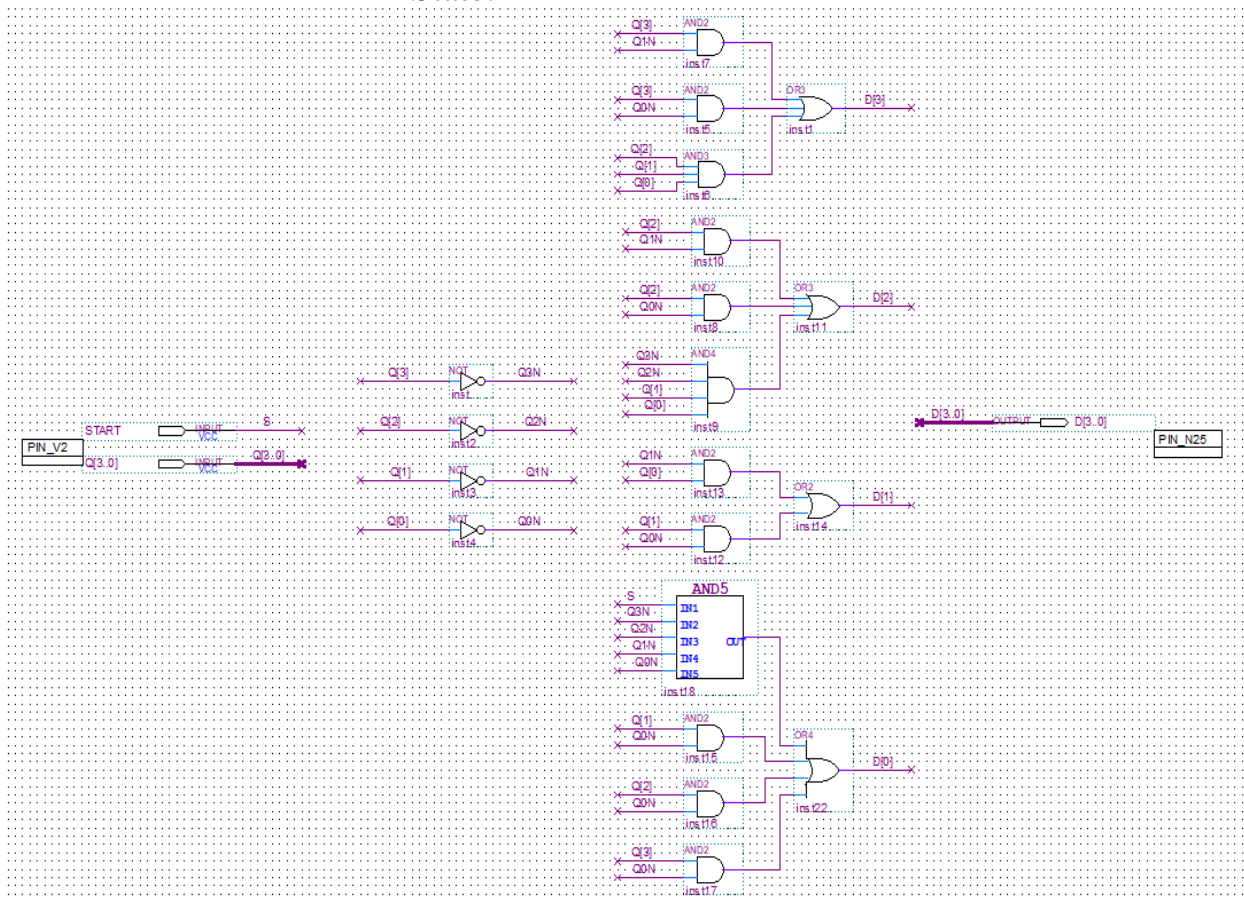 Q[3]
Q1N
AND2
inst7
Q[3]
Q0N
AND2
inst5
Q[2]
Q[1]
Q[0]
AND3
inst6
OR3
inst1
D[3]
Q[2]
Q1N
AND2
inst10
Q[2]
Q0N
AND2
inst8
Q3N
Q2N
Q[1]
Q[0]
AND4
inst9
OR3
inst11
D[2]
Q[3]
NOT
inst
Q3N
Q[2]
NOT
inst2
Q2N
Q[1]
NOT
inst3
Q1N
Q[0]
NOT
inst4
Q0N
PIN_V2
START
INPUT
VCC
S
Q[3..0]
INPUT
VCC
Q[3..0]
D[3..0]
OUTPUT
D[3..0]
PIN_N25
Q1N
Q[0]
AND2
inst13
Q[1]
Q0N
AND2
inst12
OR2
inst14
D[1]
AND5
S
Q3N
Q2N
Q1N
Q0N
IN1
IN2
IN3
IN4
IN5
OUT
inst18
Q[1]
Q0N
AND2
inst15
Q[2]
Q0N
AND2
inst16
Q[3]
Q0N
AND2
inst17
OR4
inst22
D[0]